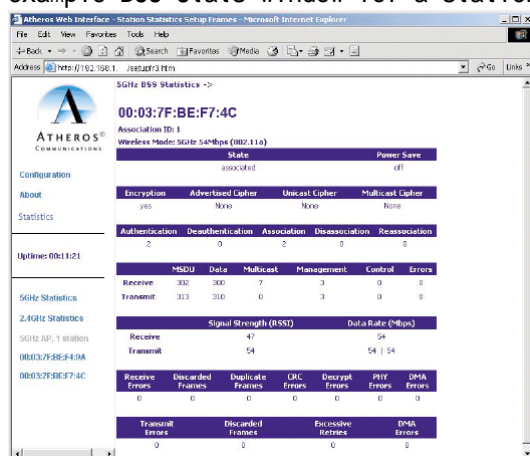 Atheros Web Interface - Station Statistics Setup Frames - Microsoft Internet Explorer
File Edit View Favorites Tools Help
Back Search Favorites Media
Address http://192.168.1. /setupfr3.htm Go Links
5GHz BSS Statistics ->
00:03:7F:BE:F7:4C
Association ID: 1
Wireless Mode: 5GHz 54Mbps (802.11a)
State Power Save
associated off
Encryption Advertised Cipher Unicast Cipher Multicast Cipher
yes None None None
Authentication Deauthentication Association Disassociation Reassociation
2 0 2 0 0
MSDU Data Multicast Management Control Errors
Receive 302 300 7 3 0 0
Transmit 313 310 0 3 0 0
Signal Strength (RSSI) Data Rate (Mbps)
Receive 47 54
Transmit 54 54 | 54
Receive Errors Discarded Frames Duplicate Frames CRC Errors Decrypt Errors PHY Errors DMA Errors
0 0 0 0 0 0 0
Transmit Errors Discarded Frames Excessive Retries DMA Errors
0 0 0 0
ATHEROS®
COMMUNICATIONS
Configuration
About
Statistics
Uptime: 00:11:21
5GHz Statistics
2.4GHz Statistics
5GHz AP, 1 station
00:03:7F:BE:F4:9A
00:03:7F:BE:F7:4C